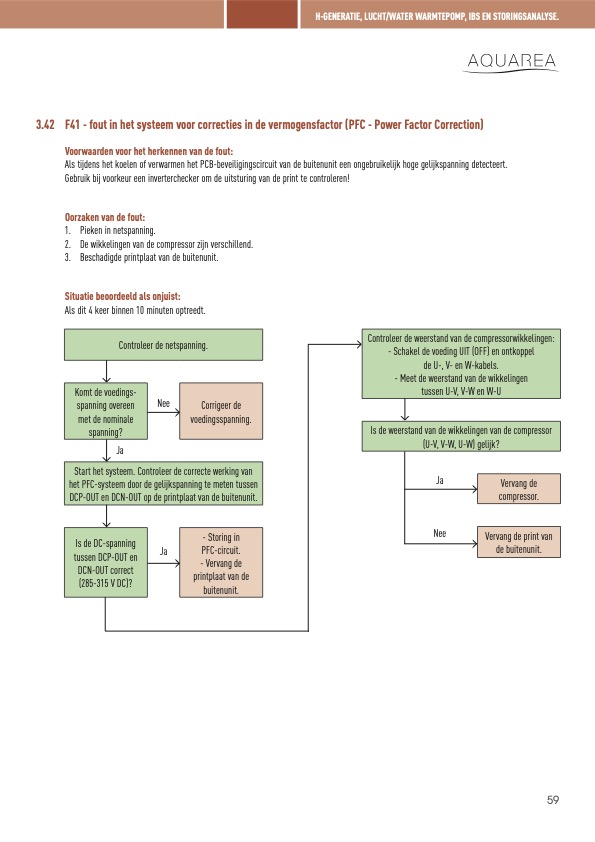 H-GENERATIE, LUCHT/WATER WARMTEPOMP, IBS EN STORINGSANALYSE.
AQUAREA
3.42 F41 - fout in het systeem voor correcties in de vermogensfactor (PFC - Power Factor Correction)
Voorwaarden voor het herkennen van de fout:
Als tijdens het koelen of verwarmen het PCB-beveiligingscircuit van de buitenunit een ongebruikelijk hoge gelijkspanning detecteert.
Gebruik bij voorkeur een inverterchecker om de uitsturing van de print te controleren!
Oorzaken van de fout:
1. Pieken in netspanning.
2. De wikkelingen van de compressor zijn verschillend.
3. Beschadigde printplaat van de buitenunit.
Situatie beoordeeld als onjuist:
Als dit 4 keer binnen 10 minuten optreedt.
Controleer de netspanning.
Komt de voedings-
spanning overeen
met de nominale
spanning?
Nee
Corrigeer de
voedingsspanning.
Ja
Start het systeem. Controleer de correcte werking van
het PFC-systeem door de gelijkspanning te meten tussen
DCP-OUT en DCN-OUT op de printplaat van de buitenunit.
Is de DC-spanning
tussen DCP-OUT en
DCN-OUT correct
(285-315 V DC)?
Ja
- Storing in
PFC-circuit.
- Vervang de
printplaat van de
buitenunit.
Controleer de weerstand van de compressorwikkelingen:
- Schakel de voeding UIT (OFF) en ontkoppel
de U-, V- en W-kabels.
- Meet de weerstand van de wikkelingen
tussen U-V, V-W en W-U
Is de weerstand van de wikkelingen van de compressor
(U-V, V-W, U-W) gelijk?
Ja
Vervang de
compressor.
Nee
Vervang de print van
de buitenunit.
59